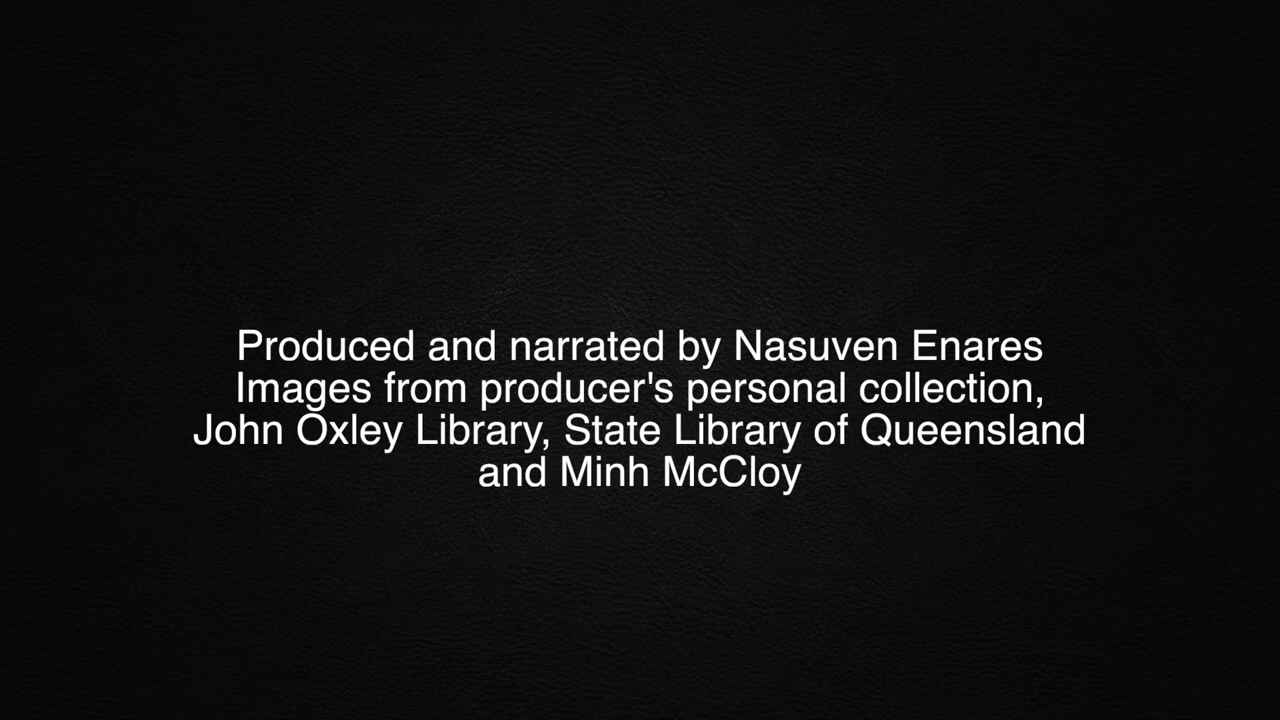 Produced and narrated by Nasuven Enares
Images from producer's personal collection,
John Oxley Library, State Library of Queensland
and Minh McCloy